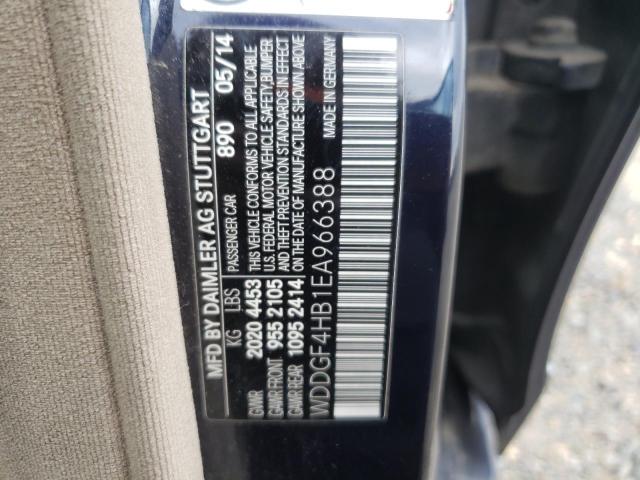 MFD BY DAIMLER AG STUTTGART
890 05/14
KG LBS PASSENGER CAR
GVWR 2020 4453 THIS VEHICLE CONFORMS TO ALL APPLICABLE
GAWR FRONT 955 2105 U.S. FEDERAL MOTOR VEHICLE SAFETY BUMPER
GAWR REAR 1095 2414 AND THEFT PREVENTION STANDARDS IN EFFECT
ON THE DATE OF MANUFACTURE SHOWN ABOVE
WDDGF4HB1EA966388 MADE IN GERMANY